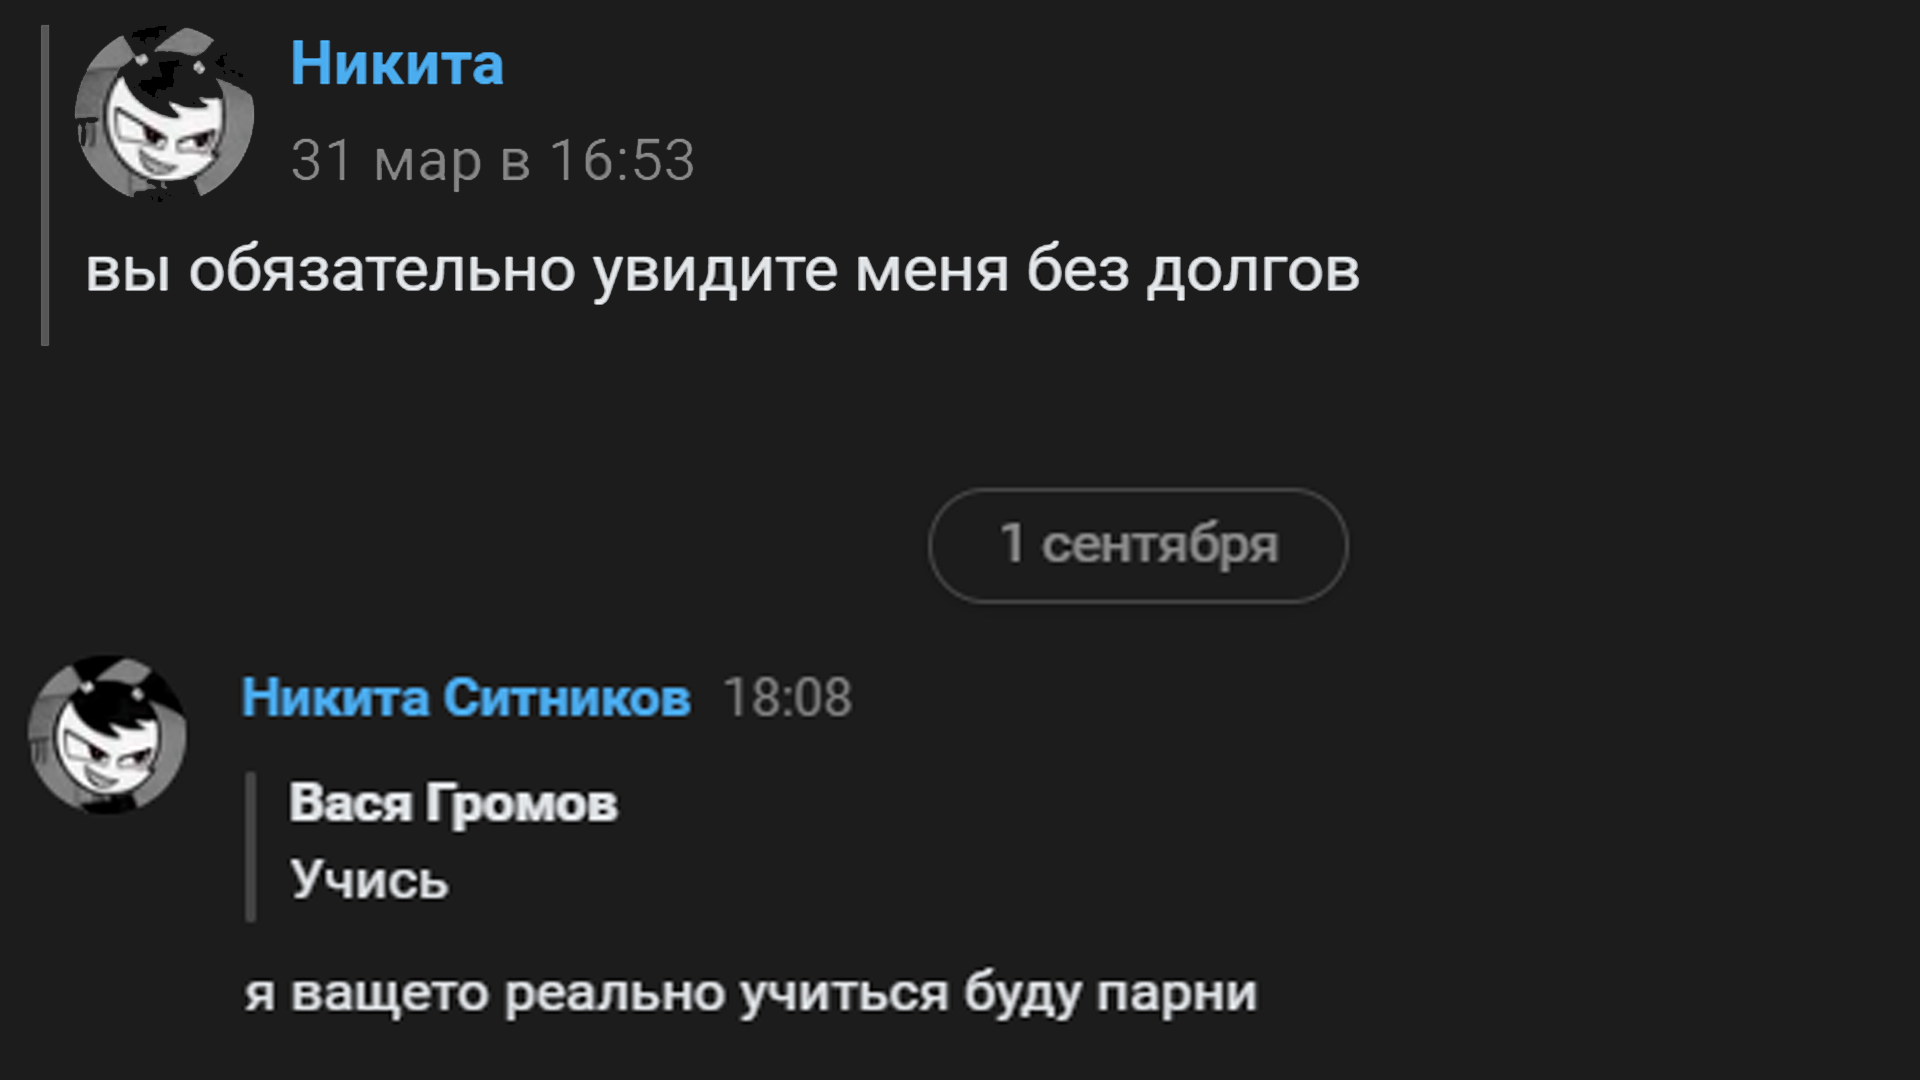 Никита
31 мар в 16:53
вы обязательно увидите меня без долгов
1 сентября
Никита Ситников 18:08
Вася Громов
Учись
я ващето реально учиться буду парни